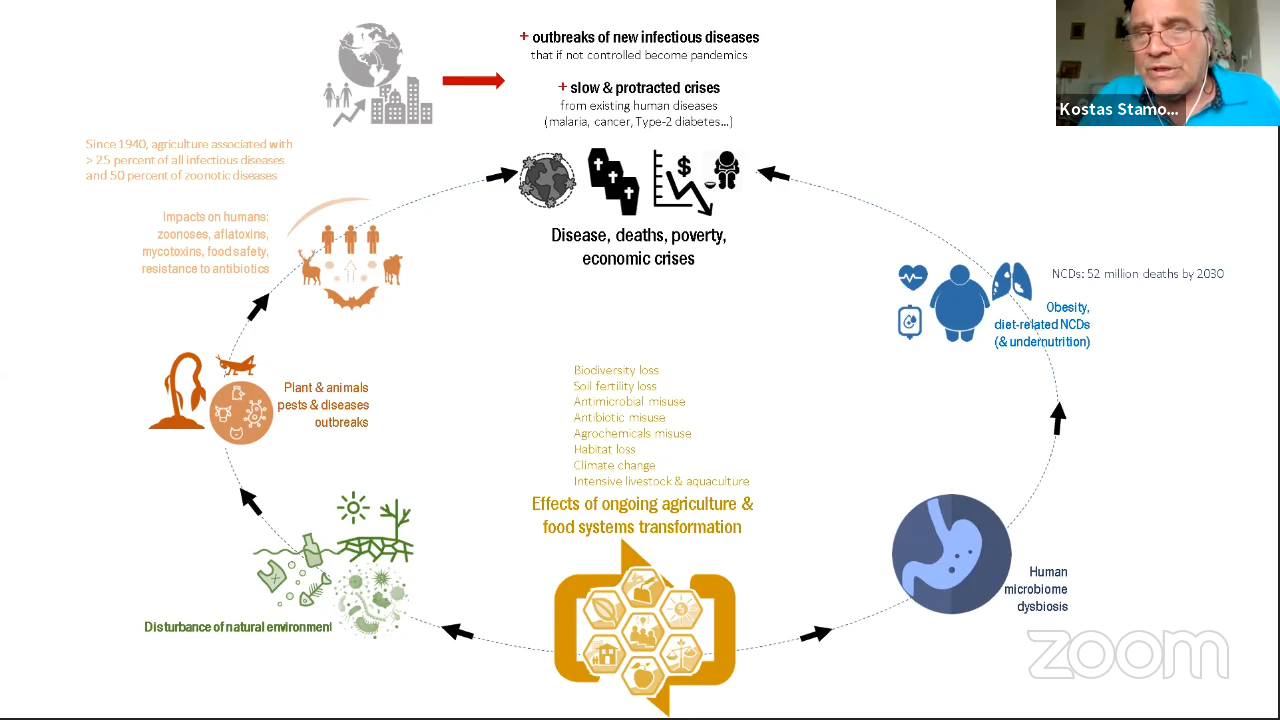 + outbreaks of new infectious diseases
that if not controlled become pandemics
+ slow & protracted crises
from existing human diseases
(malaria, cancer, Type-2 diabetes...)
Kostas Stamo...
Since 1940, agriculture associated with
> 25 percent of all infectious diseases
and 50 percent of zoonotic diseases
Impacts on humans:
zoonoses, aflatoxins,
mycotoxins, food safety,
resistance to antibiotics
$
Disease, deaths, poverty,
economic crises
NCDs: 52 million deaths by 2030
Obesity,
diet-related NCDs
(& undernutrition)
Plant & animals
pests & diseases
outbreaks
Biodiversity loss
Soil fertility loss
Antimicrobial misuse
Antibiotic misuse
Agrochemicals misuse
Habitat loss
Climate change
Intensive livestock & aquaculture
Effects of ongoing agriculture &
food systems transformation
Human
microbiome
dysbiosis
Disturbance of natural environment
zoom